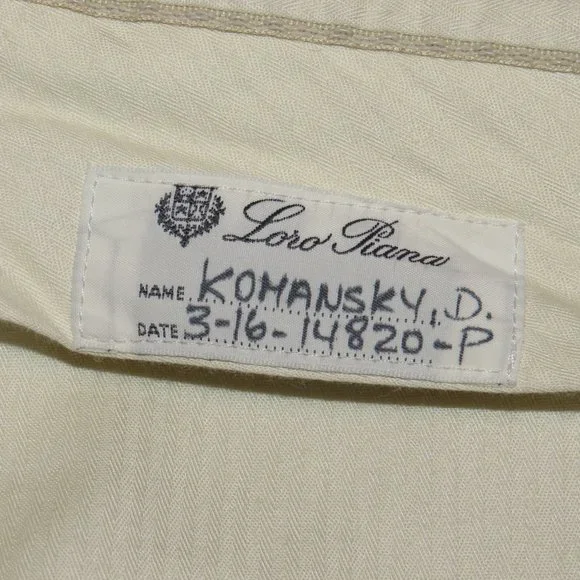 Loro Piana
NAME KOMANSKY, D.
DATE 3-16-14820-P